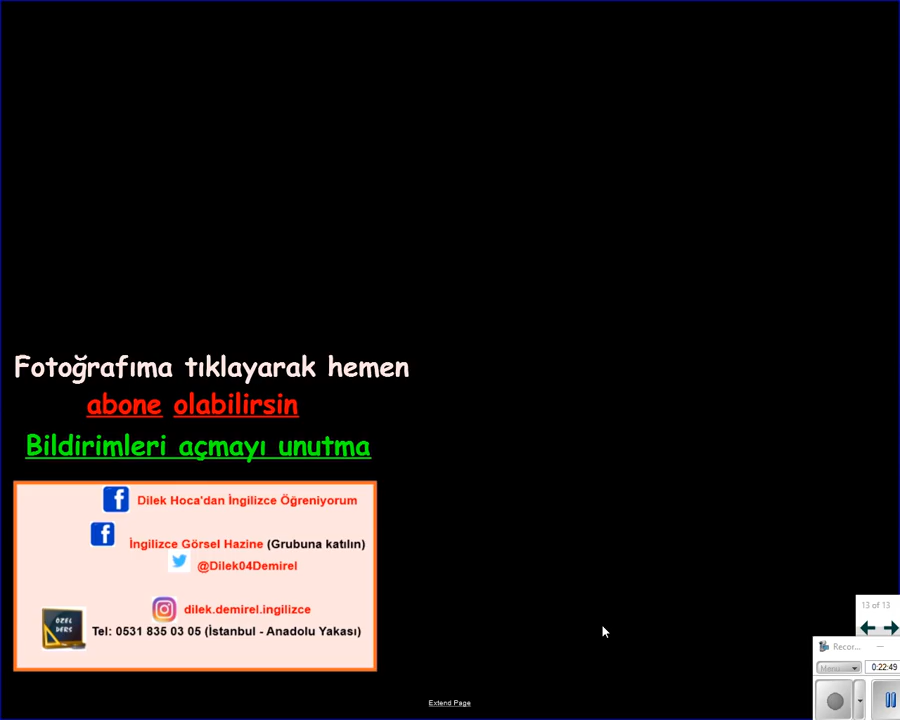 Fotoğrafıma tıklayarak hemen
abone olabilirsin
Bildirimleri açmayı unutma
Dilek Hoca'dan İngilizce Öğreniyorum
İngilizce Görsel Hazine (Grubuna katılın)
@Dilek04Demirel
dilek.demirel.ingilizce
ÖZEL
DERS
Tel: 0531 835 03 05 (İstanbul - Anadolu Yakası)
13 of 13
Recor...
Menu
0:22:49
Extend Page